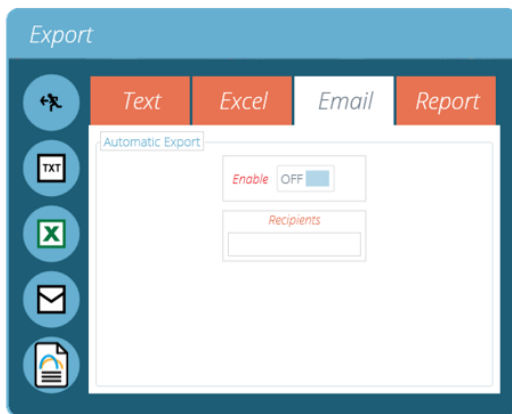 Export
Text Excel Email Report
Automatic Export
Enable OFF
TXT
Recipients
X